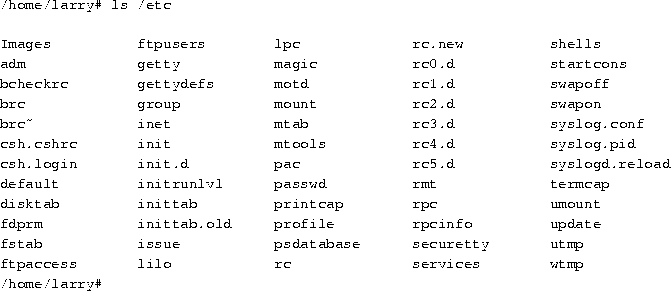 /home/larry# ls /etc
Images ftpusers lpc rc.new shells
adm getty magic rc0.d startcons
bcheckrc gettydefs motd rc1.d swapoff
brc group mount rc2.d swapon
brc~ inet mtab rc3.d syslog.conf
csh.cshrc init mtools rc4.d syslog.pid
csh.login init.d pac rc5.d syslogd.reload
default initrunlvl passwd rmt termcap
disktab inittab printcap rpc umount
fdprm inittab.old profile rpcinfo update
fstab issue psdatabase securetty utmp
ftpaccess lilo rc services wtmp
/home/larry#